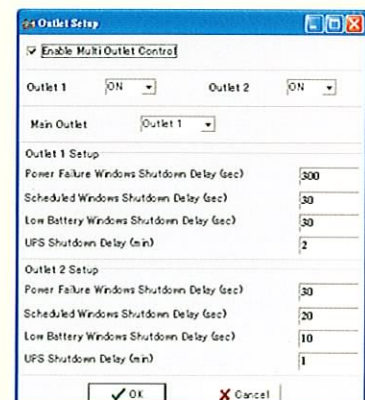 Outlet Setup
Enable Multi Outlet Control
Outlet 1 ON Outlet 2 ON
Main Outlet Outlet 1
Outlet 1 Setup
Power Failure Windows Shutdown Delay (sec) 300
Scheduled Windows Shutdown Delay (sec) 30
Low Battery Windows Shutdown Delay (sec) 30
UPS Shutdown Delay (min) 2
Outlet 2 Setup
Power Failure Windows Shutdown Delay (sec) 30
Scheduled Windows Shutdown Delay (sec) 20
Low Battery Windows Shutdown Delay (sec) 10
UPS Shutdown Delay (min) 1
OK Cancel